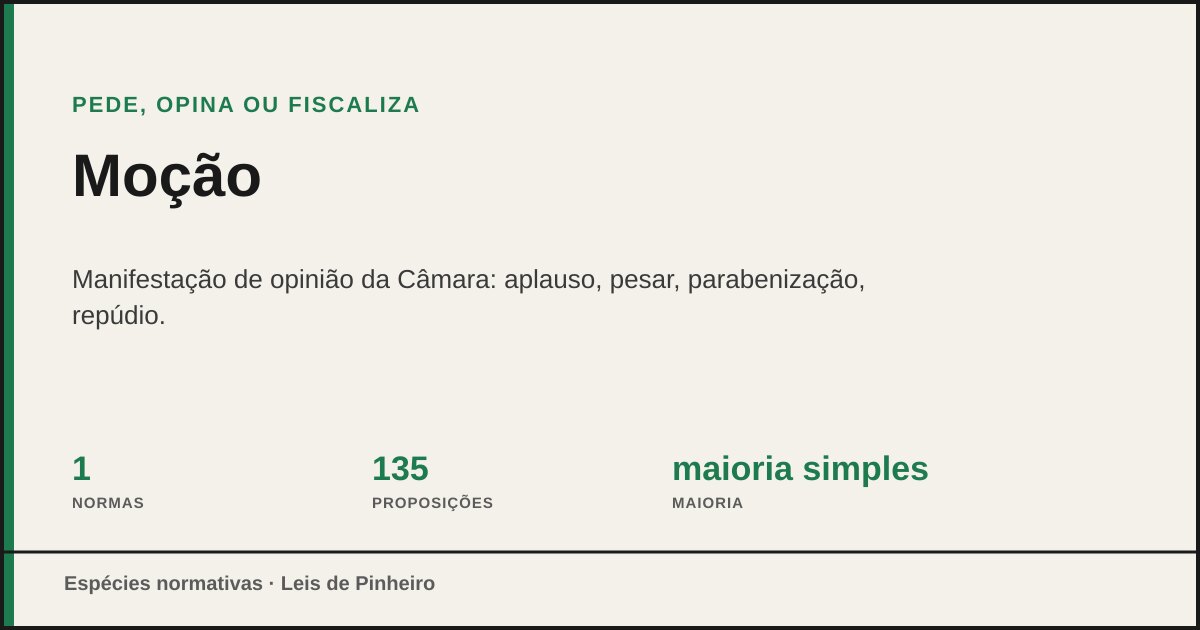 PEDE, OPINA OU FISCALIZA
Moção
Manifestação de opinião da Câmara: aplauso, pesar, parabenização,
repúdio.
1
NORMAS
135
PROPOSIÇÕES
maioria simples
MAIORIA
Espécies normativas · Leis de Pinheiro